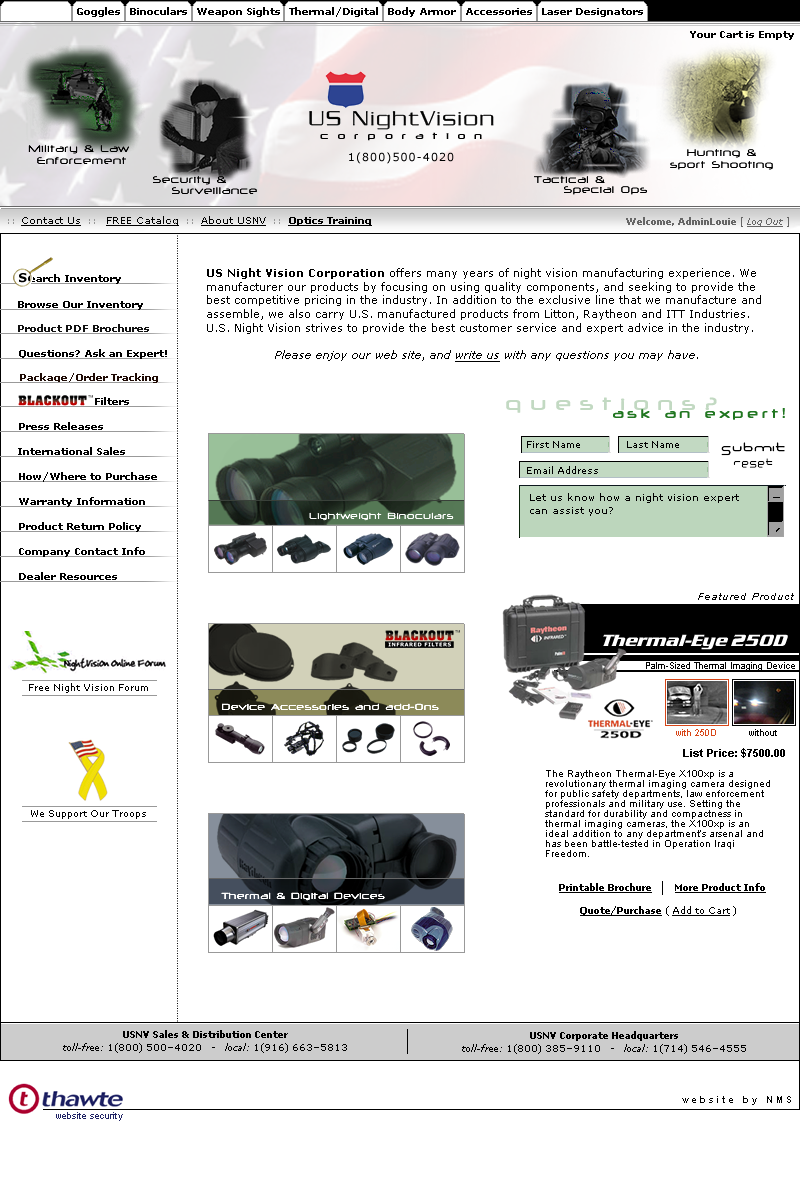 Goggles Binoculars Weapon Sights Thermal/Digital Body Armor Accessories Laser Designators
Your Cart is Empty
Military & Law
Enforcement
Security &
Surveillance
US NightVision
corporation
1(800)500-4020
Tactical &
Special Ops
Hunting &
sport Shooting
:: Contact Us :: FREE Catalog :: About USNV :: Optics Training
Welcome, AdminLouie [ Log Out ]
Search Inventory
Browse Our Inventory
Product PDF Brochures
Questions? Ask an Expert!
Package/Order Tracking
BLACKOUT™ Filters
Press Releases
International Sales
How/Where to Purchase
Warranty Information
Product Return Policy
Company Contact Info
Dealer Resources
NightVision Online Forum
Free Night Vision Forum
We Support Our Troops
US Night Vision Corporation offers many years of night vision manufacturing experience. We
manufacturer our products by focusing on using quality components, and seeking to provide the
best competitive pricing in the industry. In addition to the exclusive line that we manufacture and
assemble, we also carry U.S. manufactured products from Litton, Raytheon and ITT Industries.
U.S. Night Vision strives to provide the best customer service and expert advice in the industry.
Please enjoy our web site, and write us with any questions you may have.
Lightweight Binoculars
BLACKOUT™
INFRARED FILTERS
Device Accessories and add-Ons
Thermal & Digital Devices
questions?
ask an expert!
First Name Last Name
submit
reset
Email Address
Let us know how a night vision expert
can assist you?
Featured Product
Raytheon
INFRARED
Thermal-Eye 250D
Palm-Sized Thermal Imaging Device
THERMAL-EYE
250D
with 250D without
List Price: $7500.00
The Raytheon Thermal-Eye X100xp is a
revolutionary thermal imaging camera designed
for public safety departments, law enforcement
professionals and military use. Setting the
standard for durability and compactness in
thermal imaging cameras, the X100xp is an
ideal addition to any department's arsenal and
has been battle-tested in Operation Iraqi
Freedom.
Printable Brochure | More Product Info
Quote/Purchase ( Add to Cart )
USNV Sales & Distribution Center
toll-free: 1(800) 500-4020 - local: 1(916) 663-5813
USNV Corporate Headquarters
toll-free: 1(800) 385-9110 - local: 1(714) 546-4555
thawte
website security
website by NMS